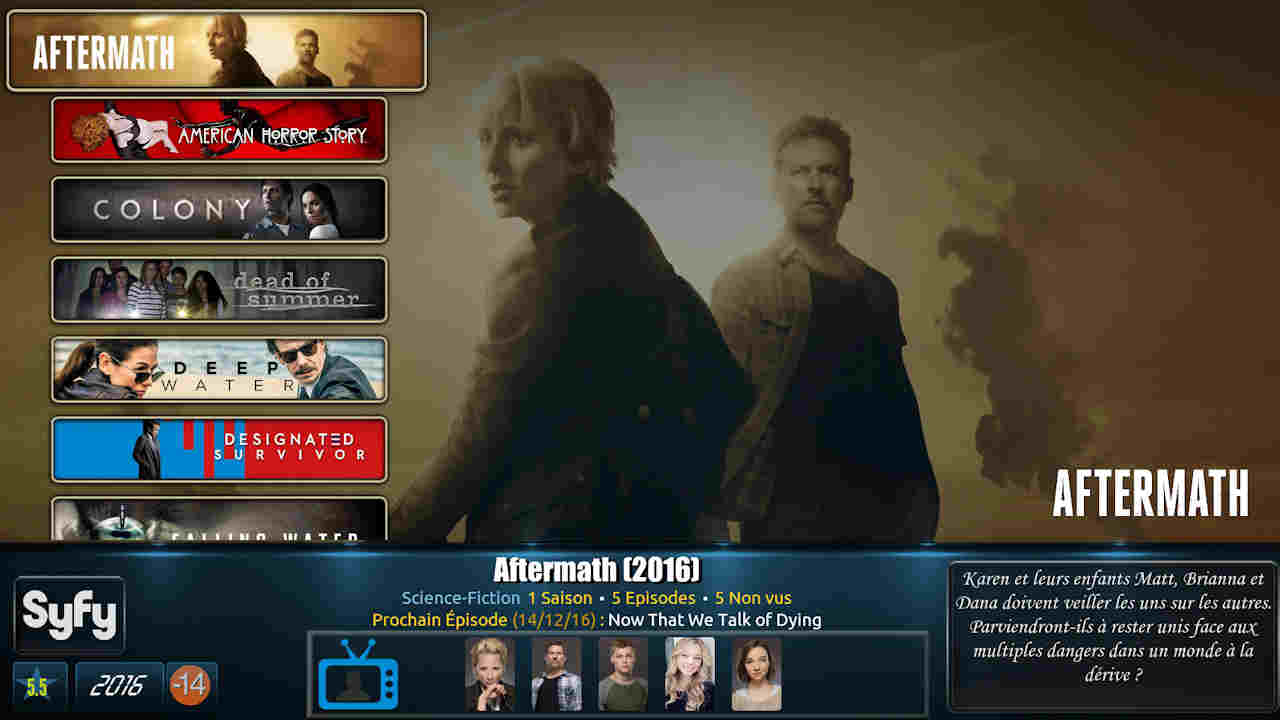 AFTERMATH
AMERICAN HORROR STORY
COLONY
dead of
summer
DEEP
WATER
DESIGNATED
SURVIVOR
FALLING WATER
AFTERMATH
Aftermath (2016)
Science-Fiction 1 Saison • 5 Episodes • 5 Non vus
Prochain Épisode (14/12/16) : Now That We Talk of Dying
Syfy
5.5
2016
-14
Karen et leurs enfants Matt, Brianna et
Dana doivent veiller les uns sur les autres.
Parviendront-ils à rester unis face aux
multiples dangers dans un monde à la
dérive ?